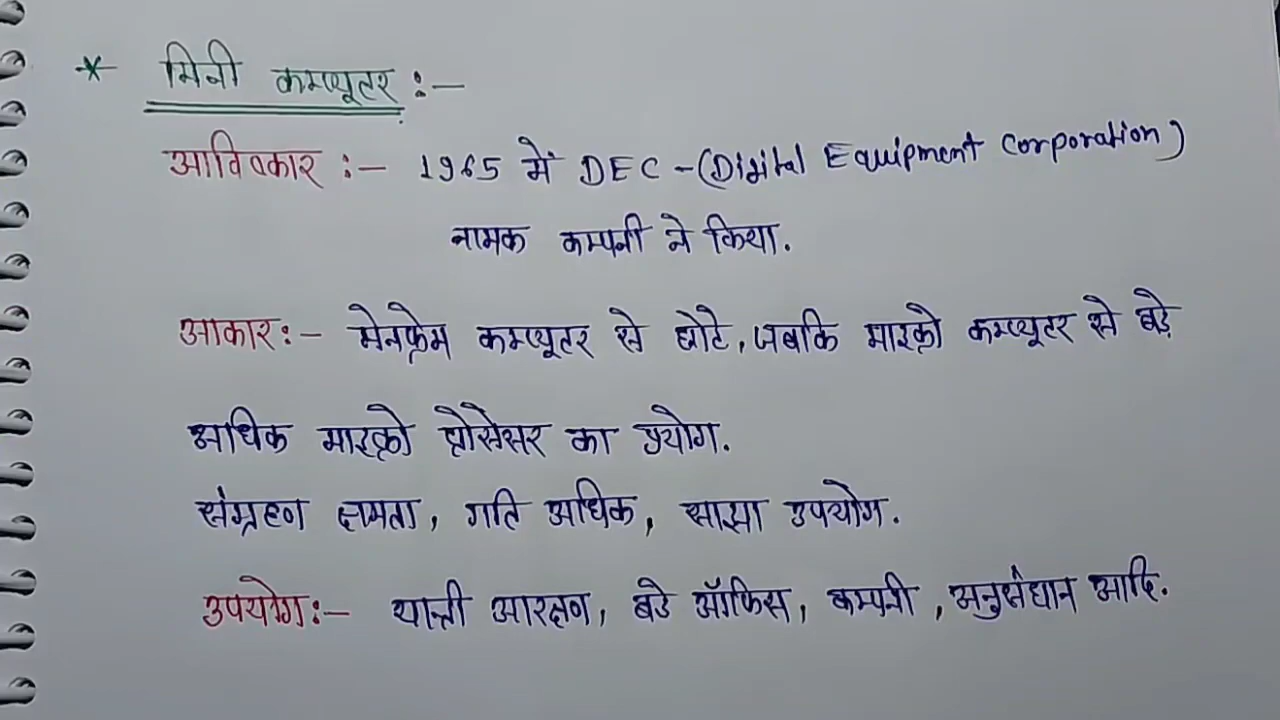 * मिनी कम्प्यूटर :-
आविष्कार :- 1965 में DEC -(Digital Equipment Corporation)
नामक कम्पनी ने किया.
आकार :- मेनफ्रेम कम्प्यूटर से छोटे, जबकि माइक्रो कम्प्यूटर से बड़े
अधिक माइक्रो प्रोसेसर का प्रयोग.
संग्रहण क्षमता, गति अधिक, साझा उपयोग.
उपयोग :- यात्री आरक्षण, बडे ऑफिस, कम्पनी, अनुसंधान आदि.